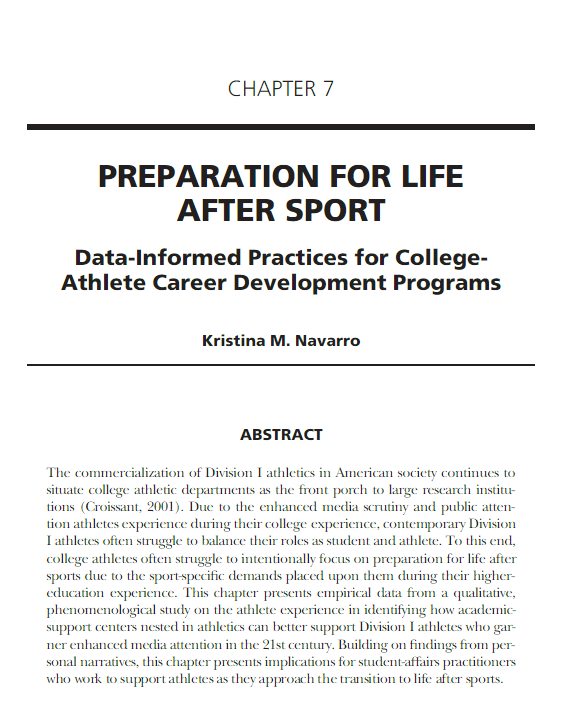 CHAPTER 7
PREPARATION FOR LIFE
AFTER SPORT
Data-Informed Practices for College-
Athlete Career Development Programs
Kristina M. Navarro
ABSTRACT
The commercialization of Division I athletics in American society continues to
situate college athletic departments as the front porch to large research institu-
tions (Croissant, 2001). Due to the enhanced media scrutiny and public atten-
tion athletes experience during their college experience, contemporary Division
I athletes often struggle to balance their roles as student and athlete. To this end,
college athletes often struggle to intentionally focus on preparation for life after
sports due to the sport-specific demands placed upon them during their higher-
education experience. This chapter presents empirical data from a qualitative,
phenomenological study on the athlete experience in identifying how academic-
support centers nested in athletics can better support Division I athletes who gar-
ner enhanced media attention in the 21st century. Building on findings from per-
sonal narratives, this chapter presents implications for student-affairs practitioners
who work to support athletes as they approach the transition to life after sports.